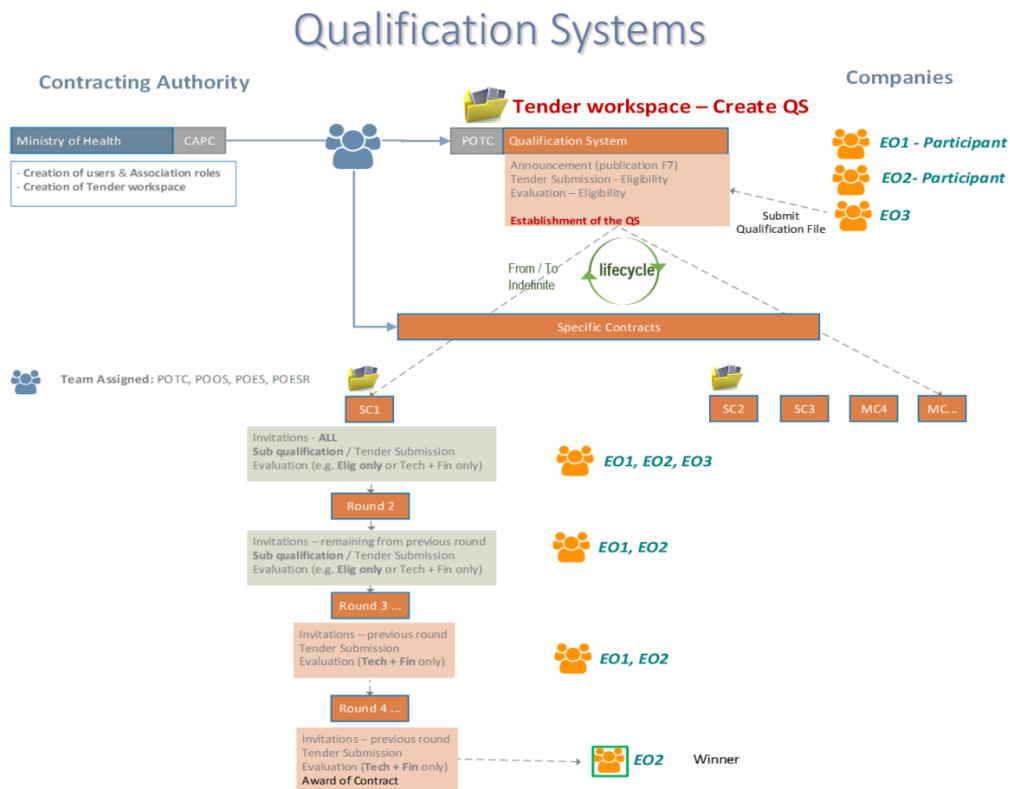 Qualification Systems
Contracting Authority
Companies
Tender workspace – Create QS
Ministry of Health
CAPC
POTC
Qualification System
- Creation of users & Association roles
- Creation of Tender workspace
Announcement (publication F7)
Tender Submission - Eligibility
Evaluation – Eligibility
Establishment of the QS
EO1 - Participant
EO2- Participant
EO3
Submit
Qualification File
From / To
Indefinite
lifecycle
Specific Contracts
Team Assigned: POTC, POOS, POES, POESR
SC1
SC2
SC3
MC4
MC...
Invitations - ALL
Sub qualification / Tender Submission
Evaluation (e.g. Elig only or Tech + Fin only)
EO1, EO2, EO3
Round 2
Invitations – remaining from previous round
Sub qualification / Tender Submission
Evaluation (e.g. Elig only or Tech + Fin only)
EO1, EO2
Round 3 ...
Invitations – previous round
Tender Submission
Evaluation (Tech + Fin only)
EO1, EO2
Round 4 ...
Invitations – previous round
Tender Submission
Evaluation (Tech + Fin only)
Award of Contract
EO2
Winner